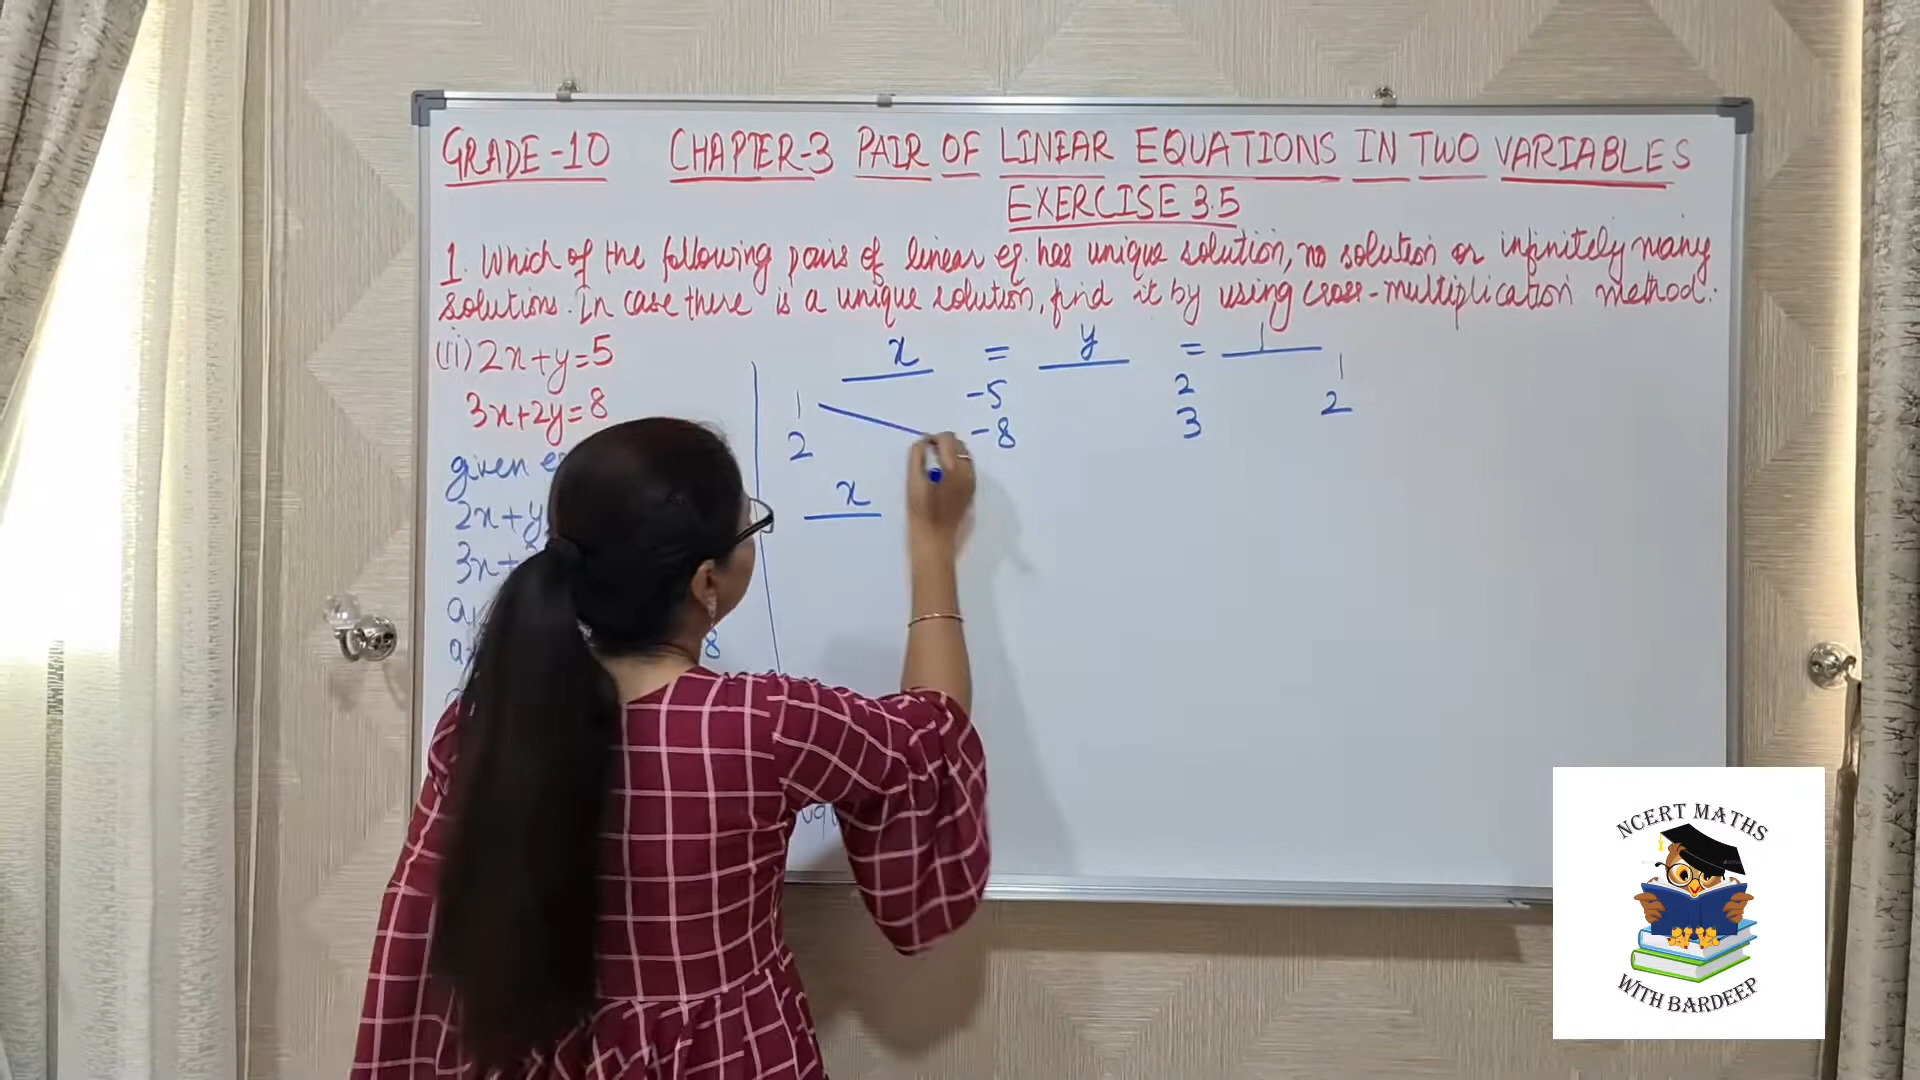 GRADE-10 CHAPTER-3 PAIR OF LINEAR EQUATIONS IN TWO VARIABLES
EXERCISE 3.5
1. Which of the following pairs of linear eq. has unique solution, no solution or infinitely many
solutions. In case there is a unique solution, find it by using cross-multiplication method.
(ii) 2x+y=5
3x+2y=8
given
2x+y
3x+
x = y = 1
1 -5 2 1
2 -8 3 2
x
8
NCERT MATHS
WITH BARDEEP